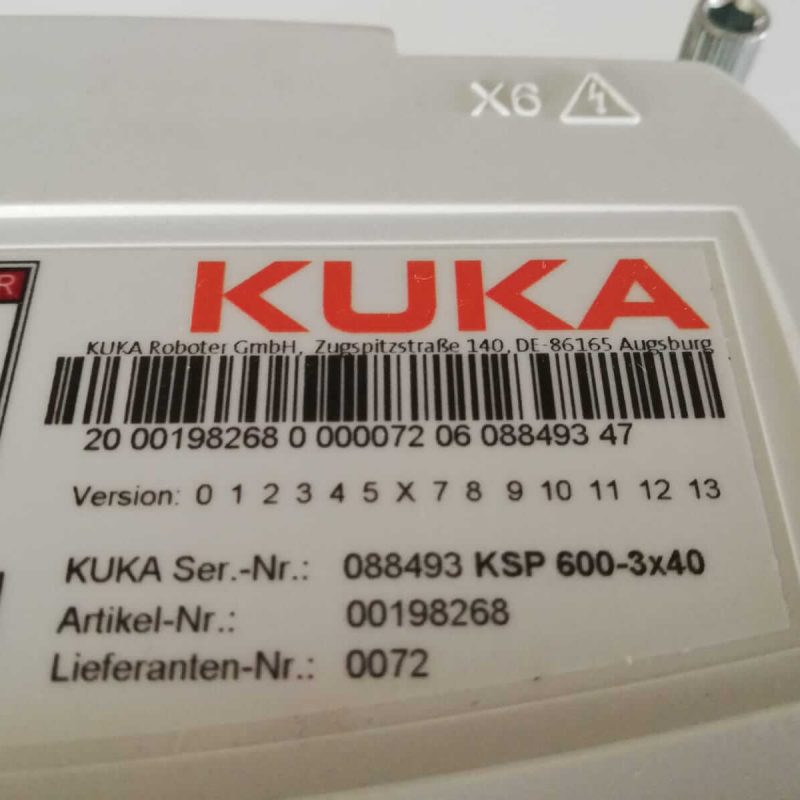 X6
R
KUKA
KUKA Roboter GmbH, Zugspitzstraße 140, DE-86165 Augsburg
20 00198268 0 000072 06 088493 47
Version: 0 1 2 3 4 5 X 7 8 9 10 11 12 13
KUKA Ser.-Nr.: 088493 KSP 600-3x40
Artikel-Nr.: 00198268
Lieferanten-Nr.: 0072